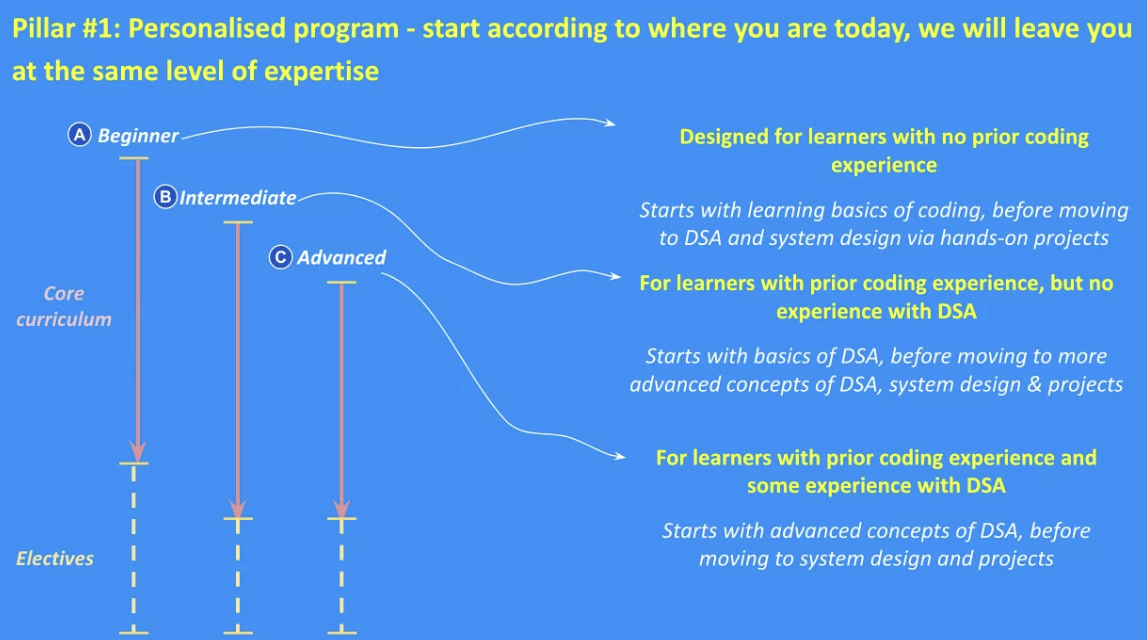 Pillar #1: Personalised program - start according to where you are today, we will leave you
at the same level of expertise
A Beginner
B Intermediate
C Advanced
Core
curriculum
Electives
Designed for learners with no prior coding
experience
Starts with learning basics of coding, before moving
to DSA and system design via hands-on projects
For learners with prior coding experience, but no
experience with DSA
Starts with basics of DSA, before moving to more
advanced concepts of DSA, system design & projects
For learners with prior coding experience and
some experience with DSA
Starts with advanced concepts of DSA, before
moving to system design and projects